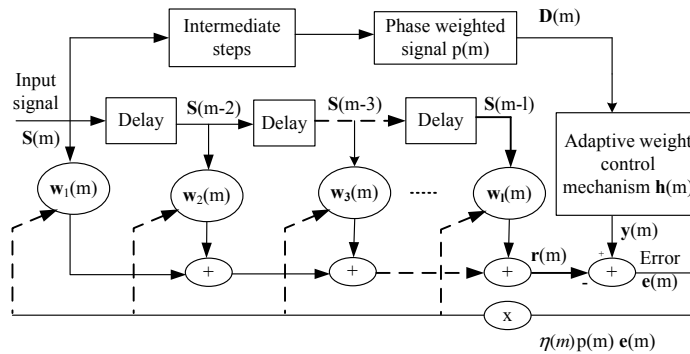 Intermediate
steps
Phase weighted
signal p(m)
D(m)
Input
signal
S(m)
Delay
S(m-2)
Delay
S(m-3)
Delay
S(m-l)
Adaptive weight
control
mechanism h(m)
w1(m)
w2(m)
w3(m)
......
wl(m)
y(m)
r(m)
Error
e(m)
+
+
+
+
+
-
x
η(m)p(m) e(m)